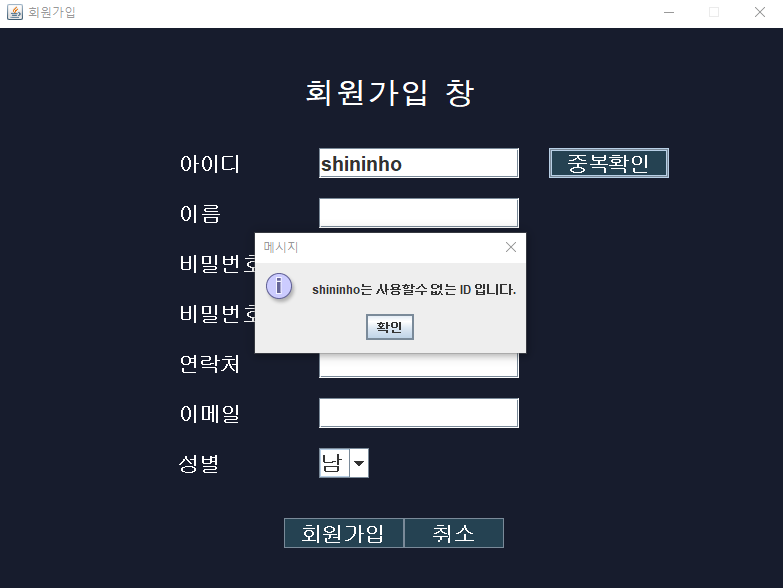 회원가입
회원가입 창
아이디 shininho 중복확인
이름
메시지
비밀번호
shininho는 사용할수 없는 ID 입니다.
비밀번호
확인
연락처
이메일
성별 남
회원가입 취소